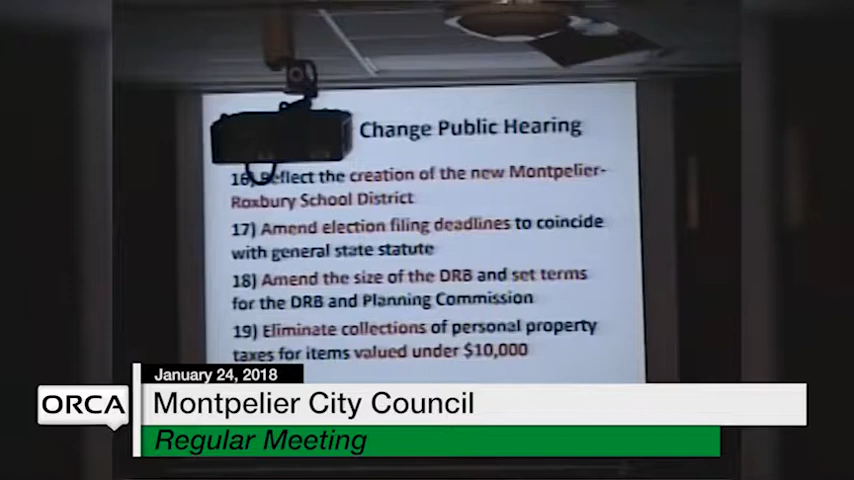 Change Public Hearing
16) Reflect the creation of the new Montpelier-
Roxbury School District
17) Amend election filing deadlines to coincide
with general state statute
18) Amend the size of the DRB and set terms
for the DRB and Planning Commission
19) Eliminate collections of personal property
taxes for items valued under $10,000
January 24, 2018
ORCA
Montpelier City Council
Regular Meeting